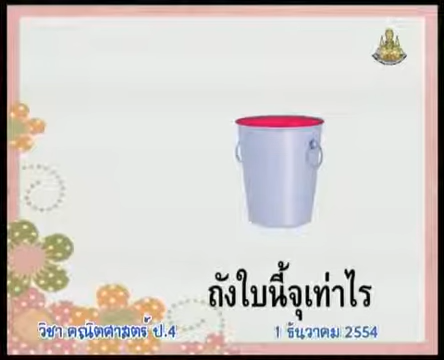 ถังใบนี้จุเท่าไร
วิชา คณิตศาสตร์ ป.4
1 ธันวาคม 2554